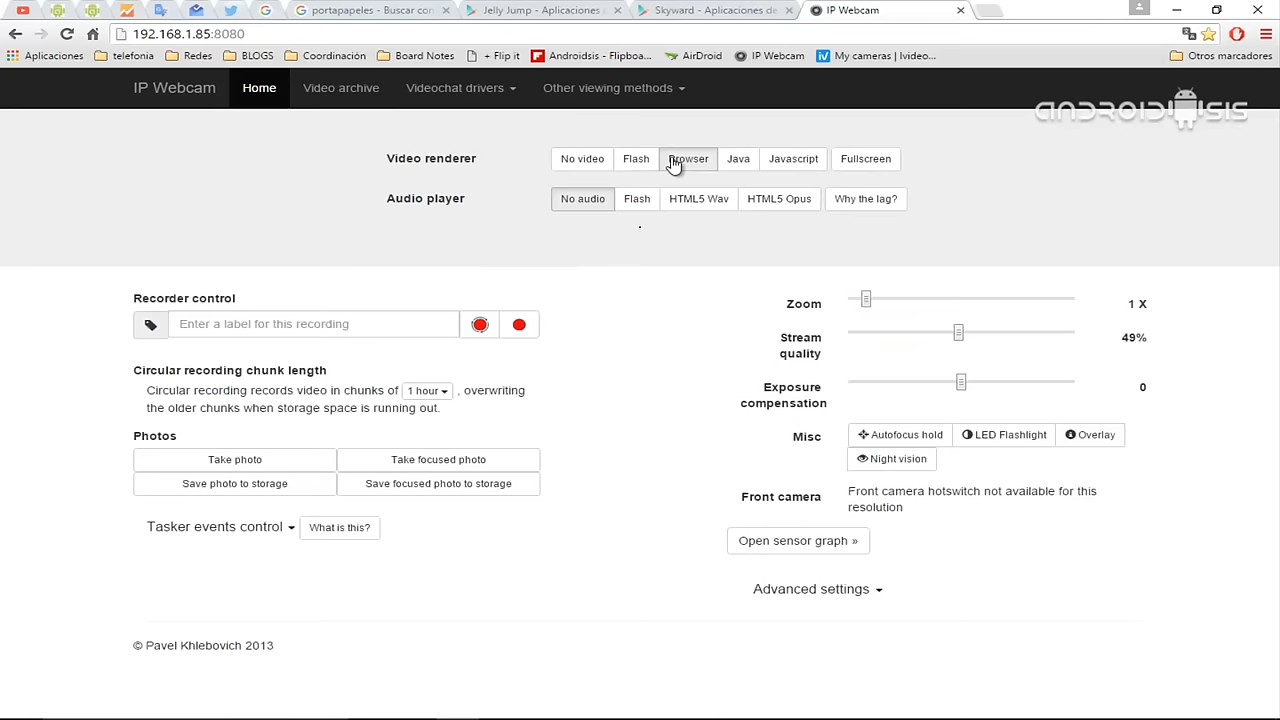 portapapeles - Buscar con
Jelly Jump - Aplicaciones
Skyward - Aplicaciones de
IP Webcam
192.168.1.85:8080
Aplicaciones
telefonia
Redes
BLOGS
Coordinación
Board Notes
+ Flip it
Androidsis - Flipboa...
AirDroid
IP Webcam
My cameras | Ivideo...
Otros marcadores
IP Webcam
Home
Video archive
Videochat drivers
Other viewing methods
ANDROIDSIS
Video renderer
No video
Flash
Browser
Java
Javascript
Fullscreen
Audio player
No audio
Flash
HTML5 Wav
HTML5 Opus
Why the lag?
Recorder control
Enter a label for this recording
Circular recording chunk length
Circular recording records video in chunks of 1 hour , overwriting
the older chunks when storage space is running out.
Photos
Take photo
Take focused photo
Save photo to storage
Save focused photo to storage
Tasker events control
What is this?
Zoom
1 X
Stream
quality
49%
Exposure
compensation
0
Misc
Autofocus hold
LED Flashlight
Overlay
Night vision
Front camera
Front camera hotswitch not available for this
resolution
Open sensor graph »
Advanced settings
© Pavel Khlebovich 2013